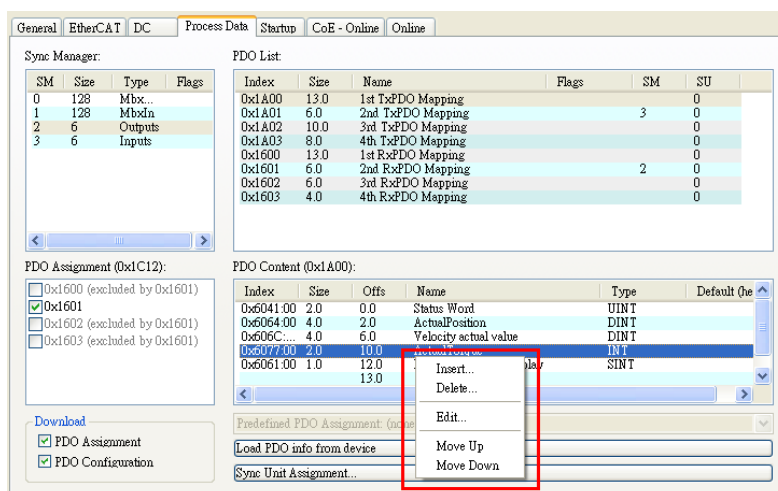 General EtherCAT DC Process Data Startup CoE - Online Online
Sync Manager:
SM Size Type Flags
0 128 Mbx...
1 128 MbxIn
2 6 Outputs
3 6 Inputs
PDO List:
Index Size Name Flags SM SU
0x1A00 13.0 1st TxPDO Mapping 0
0x1A01 6.0 2nd TxPDO Mapping 3 0
0x1A02 10.0 3rd TxPDO Mapping 0
0x1A03 8.0 4th TxPDO Mapping 0
0x1600 13.0 1st RxPDO Mapping 0
0x1601 6.0 2nd RxPDO Mapping 2 0
0x1602 6.0 3rd RxPDO Mapping 0
0x1603 4.0 4th RxPDO Mapping 0
PDO Assignment (0x1C12):
0x1600 (excluded by 0x1601)
0x1601
0x1602 (excluded by 0x1601)
0x1603 (excluded by 0x1601)
PDO Content (0x1A00):
Index Size Offs Name Type Default (he
0x6041:00 2.0 0.0 Status Word UINT
0x6064:00 4.0 2.0 ActualPosition DINT
0x606C:... 4.0 6.0 Velocity actual value DINT
0x6077:00 2.0 10.0 ActualTorque INT
0x6061:00 1.0 12.0 play SINT
13.0
Insert...
Delete...
Edit...
Move Up
Move Down
Download
PDO Assignment
PDO Configuration
Predefined PDO Assignment: (none
Load PDO info from device
Sync Unit Assignment...